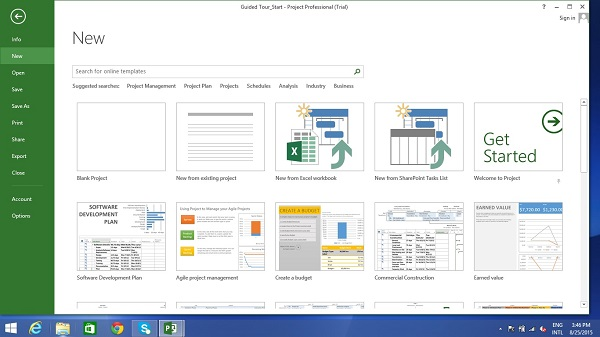 Guided Tour_Start - Project Professional (Trial)
Sign in
Info
New
Open
Save
Save As
Print
Share
Export
Close
Account
Options
New
Search for online templates
Suggested searches: Project Management Project Plan Projects Schedules Analysis Industry Business
Blank Project
New from existing project
New from Excel workbook
New from SharePoint Tasks List
Get
Started
Welcome to Project
SOFTWARE
DEVELOPMENT
PLAN
Software Development Plan
Using Project to Manage your Agile Projects
Agile project management
CREATE A BUDGET
Create a budget
Commercial Construction
EARNED VALUE
Earned value
ENG
INTL
3:46 PM
8/25/2015